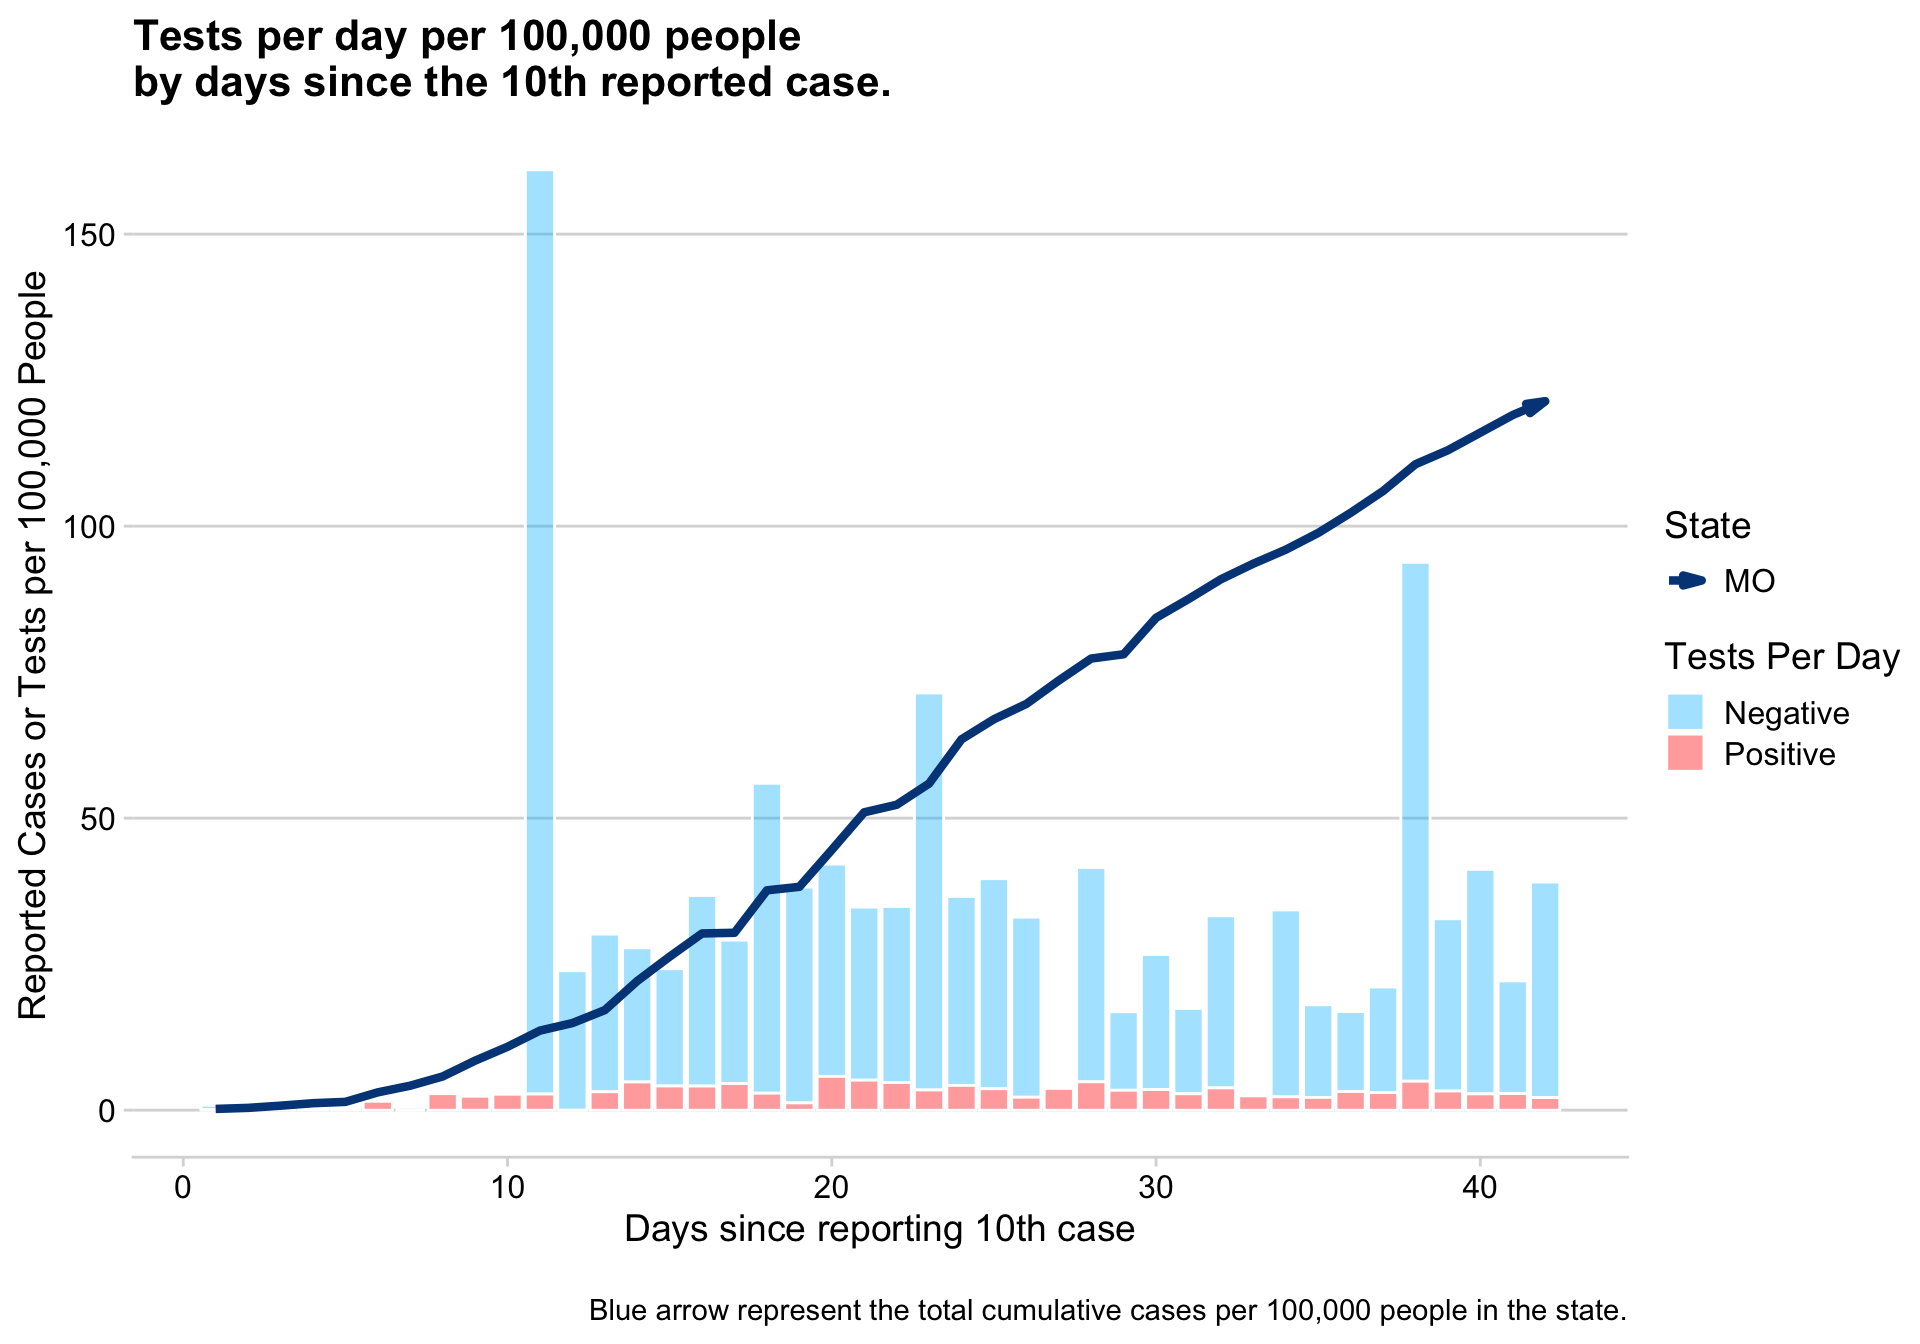 Tests per day per 100,000 people
by days since the 10th reported case.
Reported Cases or Tests per 100,000 People
150
100
50
0
0
10
20
30
40
Days since reporting 10th case
State
MO
Tests Per Day
Negative
Positive
Blue arrow represent the total cumulative cases per 100,000 people in the state.